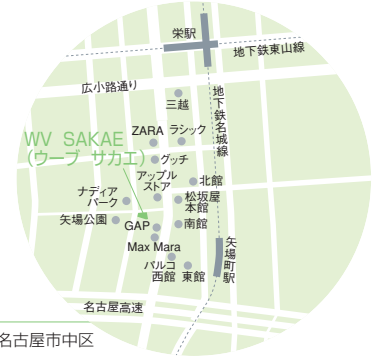 栄駅
地下鉄東山線
広小路通り
三越
地下鉄名城線
ZARA
ラシック
WV SAKAE
（ウーブ サカエ）
グッチ
アップル
ストア
北館
ナディア
パーク
松坂屋
本館
矢場公園
GAP
南館
Max Mara
矢場町駅
パルコ
西館
東館
名古屋高速
名古屋市中区